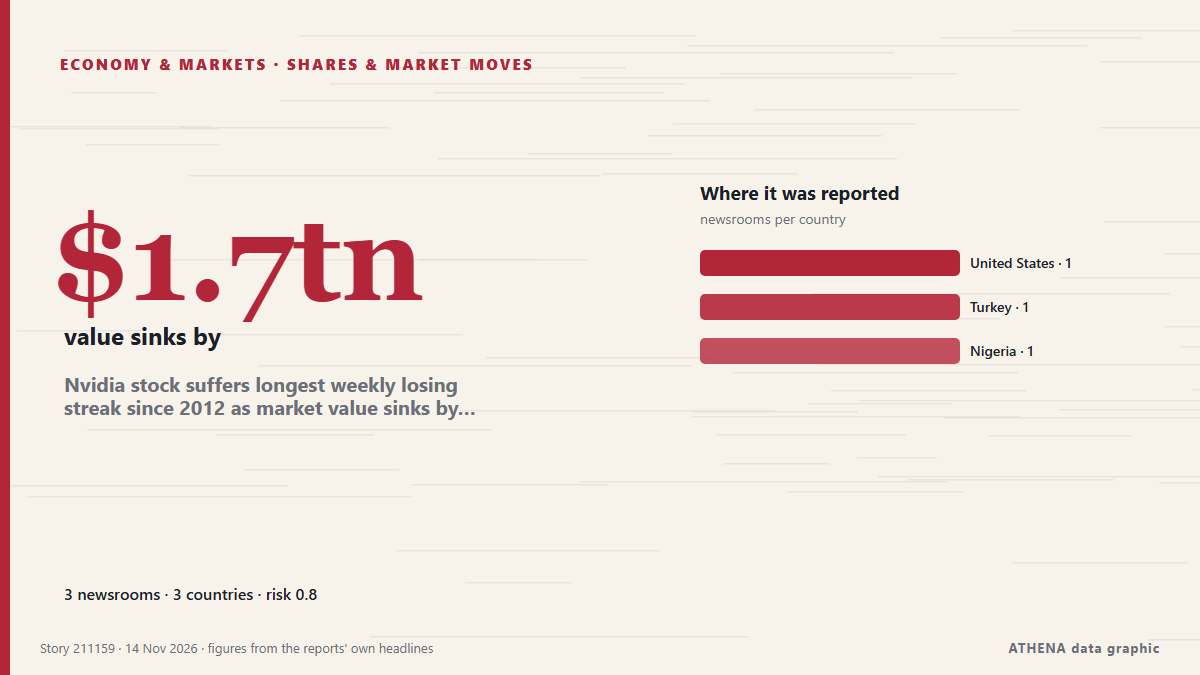 ECONOMY & MARKETS · SHARES & MARKET MOVES
$1.7tn
value sinks by
Nvidia stock suffers longest weekly losing
streak since 2012 as market value sinks by…
Where it was reported
newsrooms per country
United States · 1
Turkey · 1
Nigeria · 1
3 newsrooms · 3 countries · risk 0.8
Story 211159 · 14 Nov 2026 · figures from the reports' own headlines
ATHENA data graphic